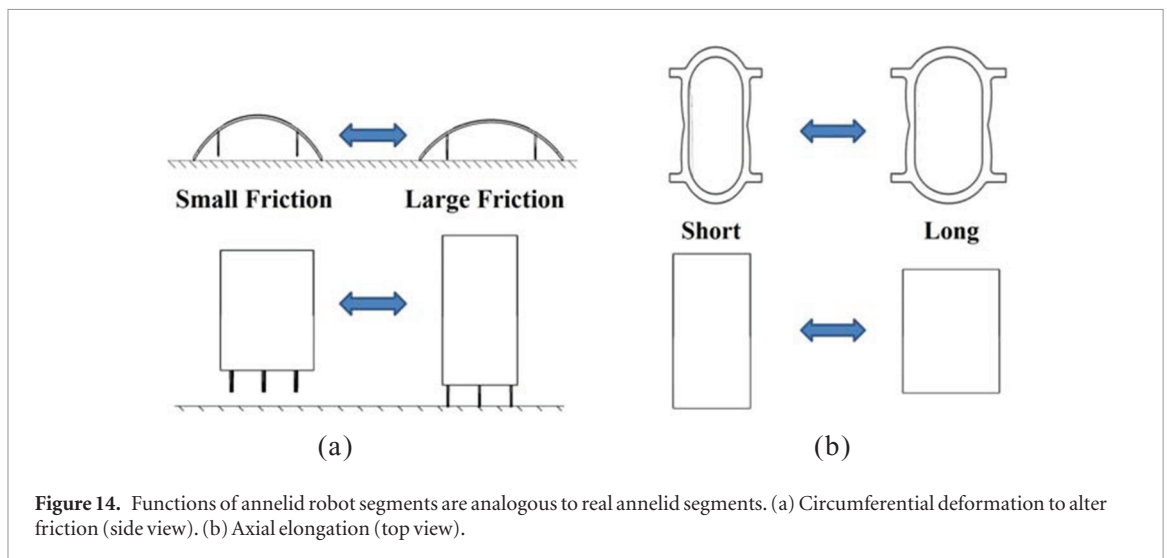 Small Friction Large Friction
Short Long
(a) (b)
Figure 14. Functions of annelid robot segments are analogous to real annelid segments. (a) Circumferential deformation to alter
friction (side view). (b) Axial elongation (top view).